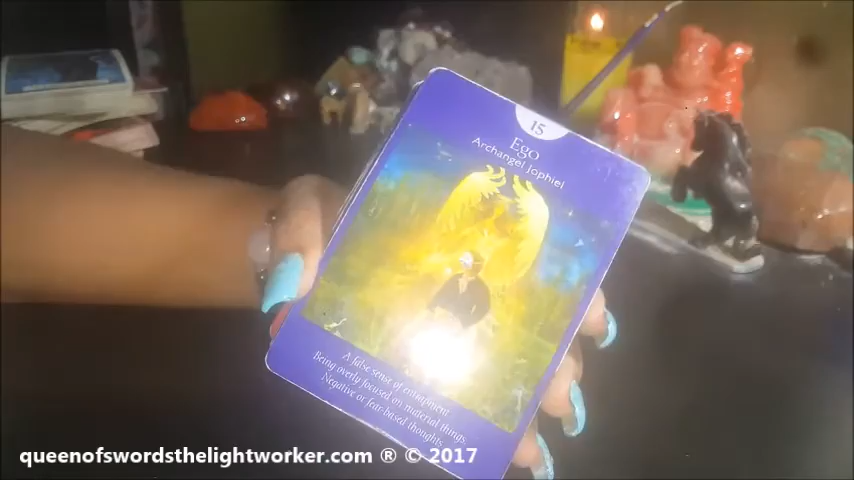 15
Ego
Archangel Jophiel
A false sense of entrapment.
Being overly focused on material things.
Negative or fear-based thoughts.
queenofswordsthelightworker.com ® © 2017